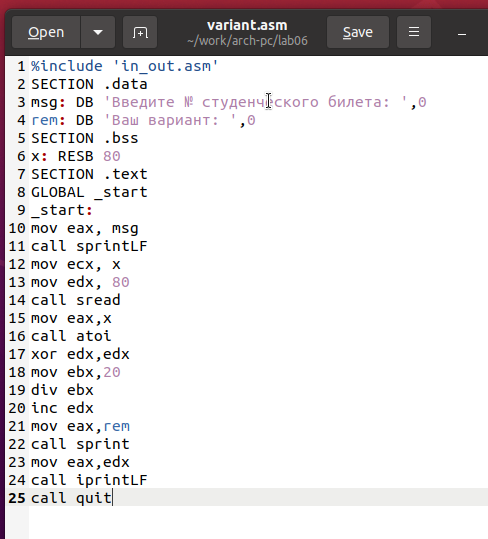 Open
variant.asm
~/work/arch-pc/lab06
Save
1 %include 'in_out.asm'
2 SECTION .data
3 msg: DB 'Введите № студенческого билета: ',0
4 rem: DB 'Ваш вариант: ',0
5 SECTION .bss
6 x: RESB 80
7 SECTION .text
8 GLOBAL _start
9 _start:
10 mov eax, msg
11 call sprintLF
12 mov ecx, x
13 mov edx, 80
14 call sread
15 mov eax,x
16 call atoi
17 xor edx,edx
18 mov ebx,20
19 div ebx
20 inc edx
21 mov eax,rem
22 call sprint
23 mov eax,edx
24 call iprintLF
25 call quit